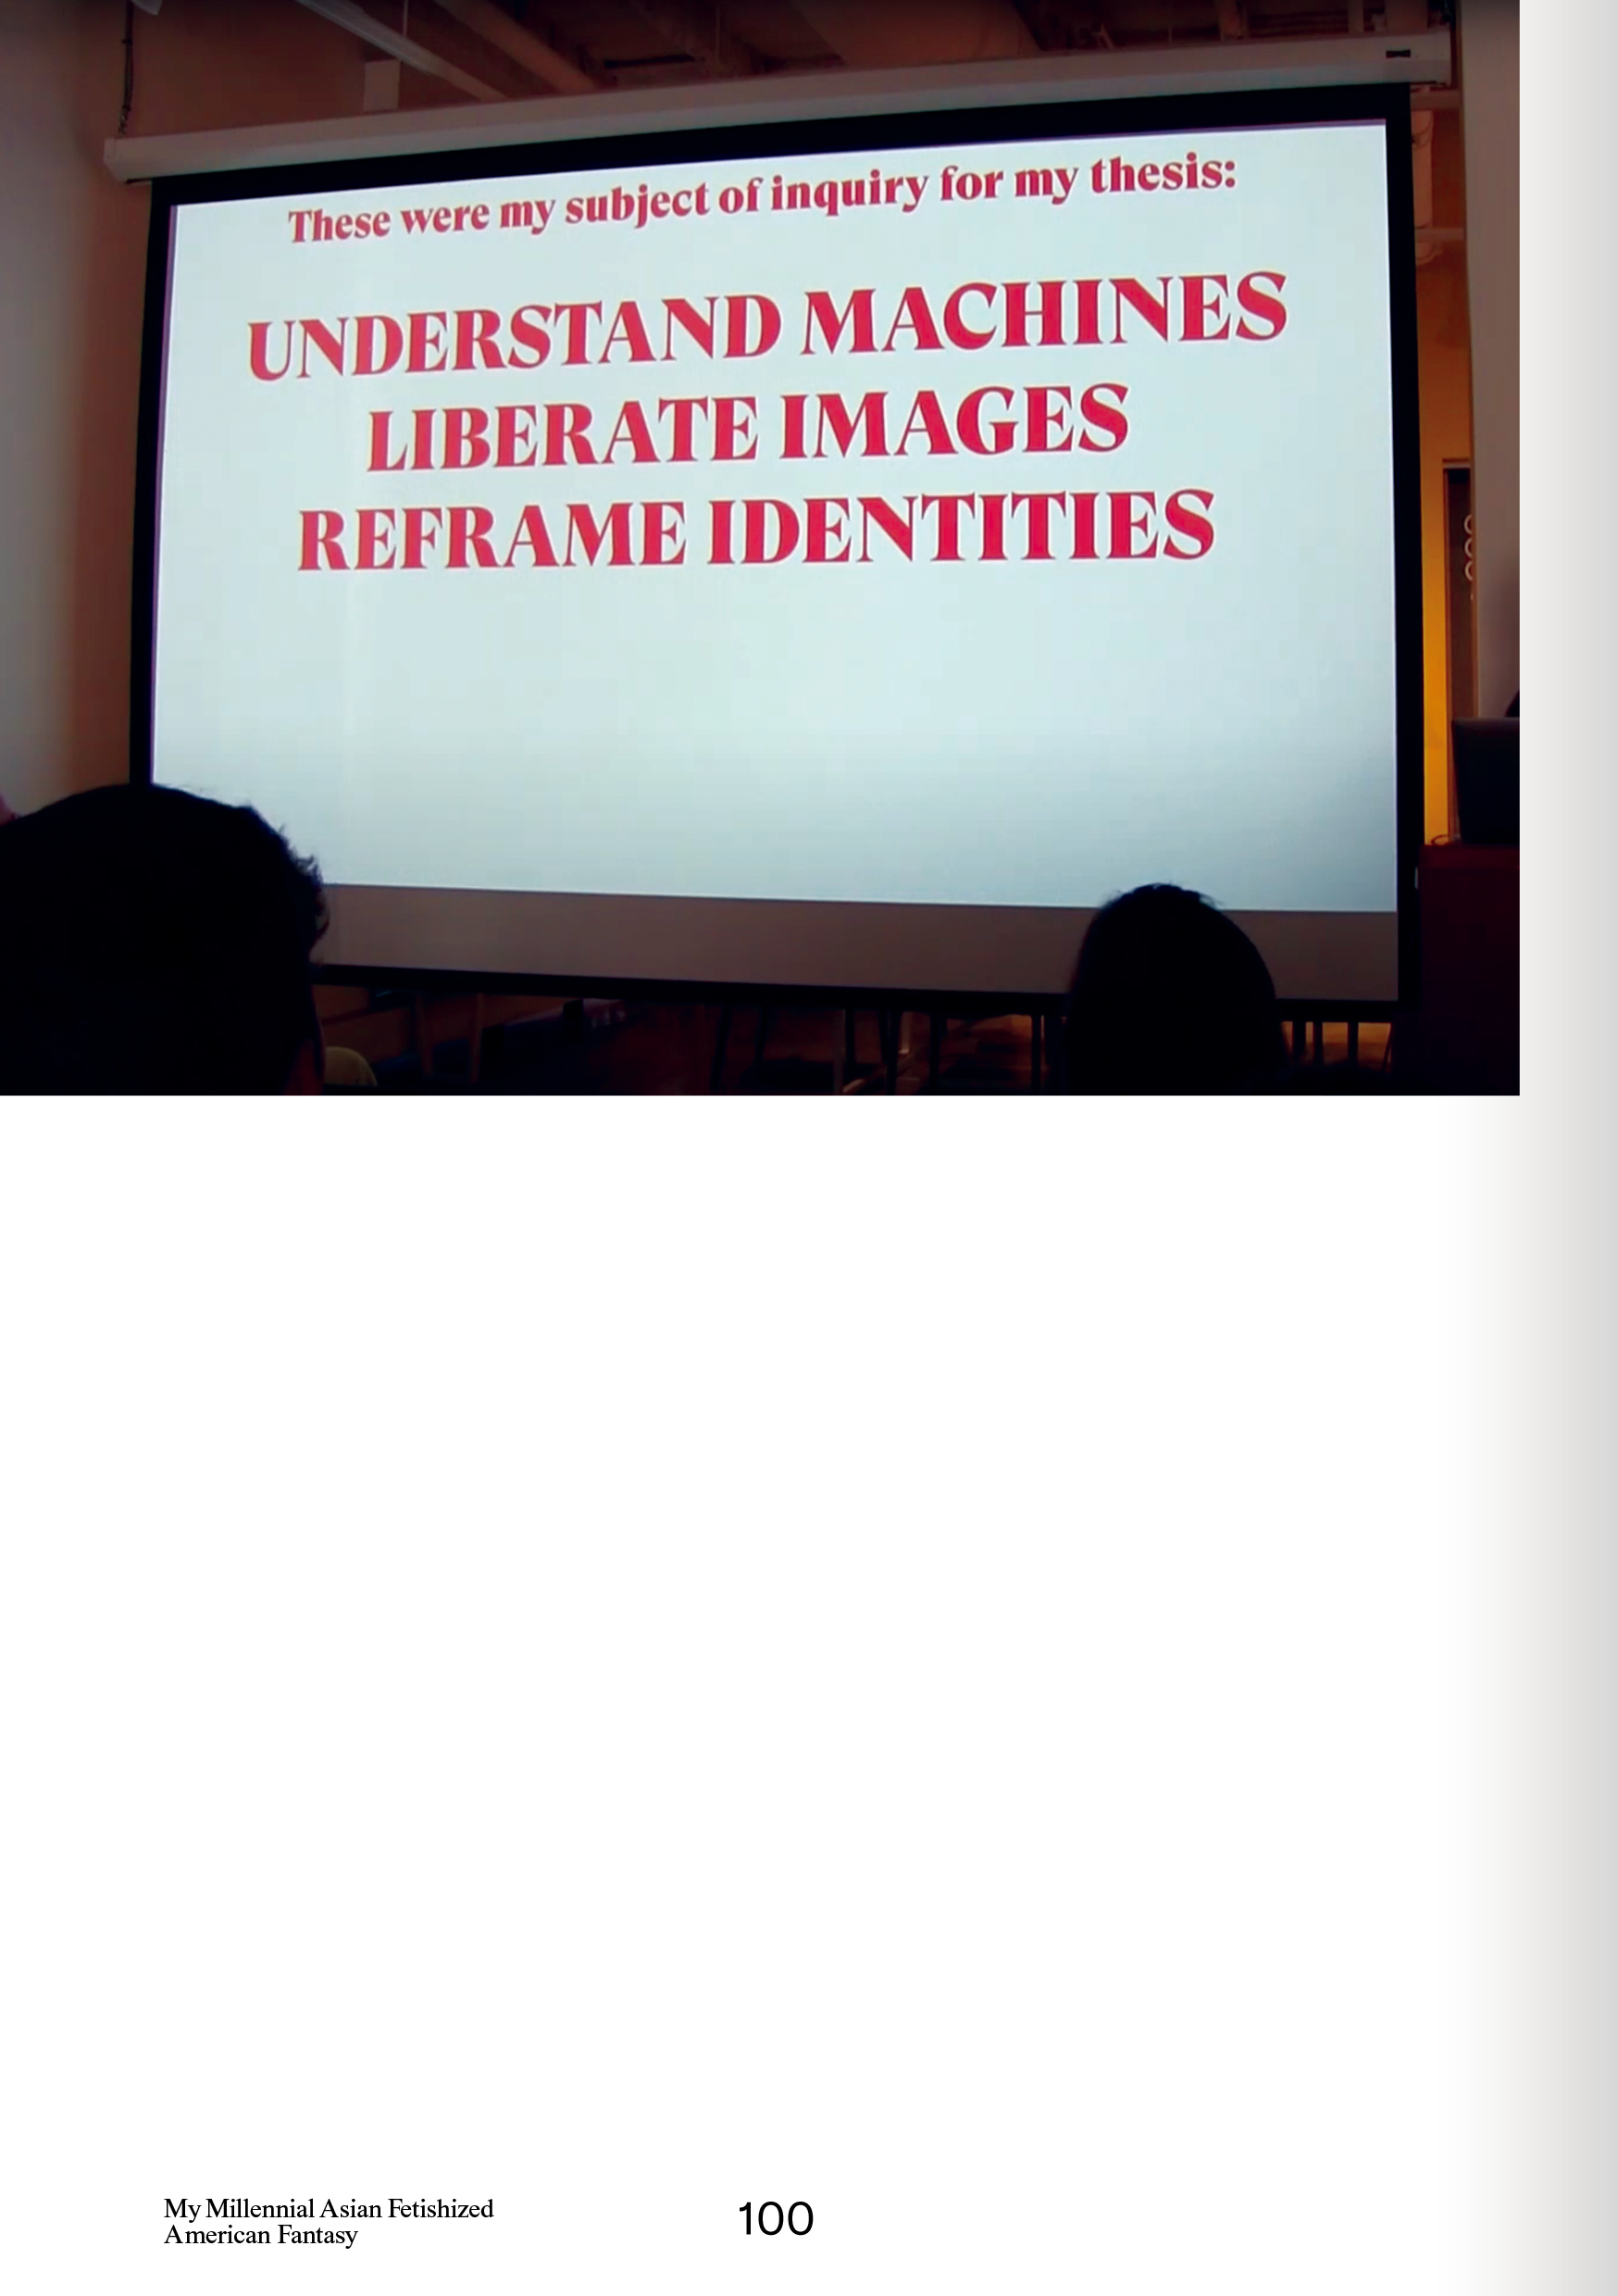 These were my subject of inquiry for my thesis:
UNDERSTAND MACHINES
LIBERATE IMAGES
REFRAME IDENTITIES
My Millennial Asian Fetishized
American Fantasy
100